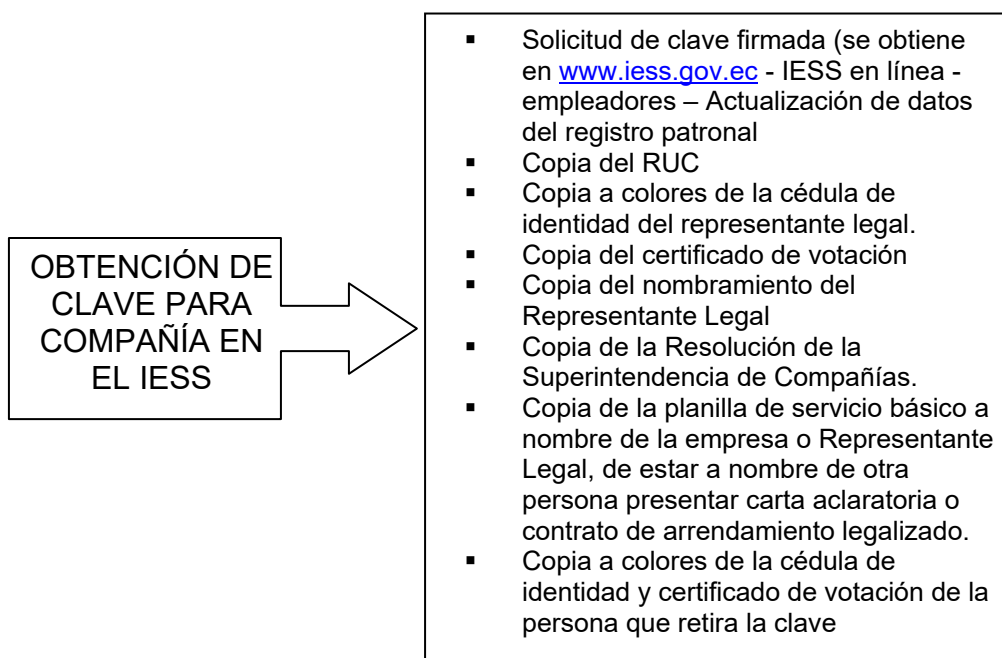 OBTENCIÓN DE
CLAVE PARA
COMPAÑÍA EN
EL IESS
▪ Solicitud de clave firmada (se obtiene
en www.iess.gov.ec - IESS en línea -
empleadores – Actualización de datos
del registro patronal
▪ Copia del RUC
▪ Copia a colores de la cédula de
identidad del representante legal.
▪ Copia del certificado de votación
▪ Copia del nombramiento del
Representante Legal
▪ Copia de la Resolución de la
Superintendencia de Compañías.
▪ Copia de la planilla de servicio básico a
nombre de la empresa o Representante
Legal, de estar a nombre de otra
persona presentar carta aclaratoria o
contrato de arrendamiento legalizado.
▪ Copia a colores de la cédula de
identidad y certificado de votación de la
persona que retira la clave